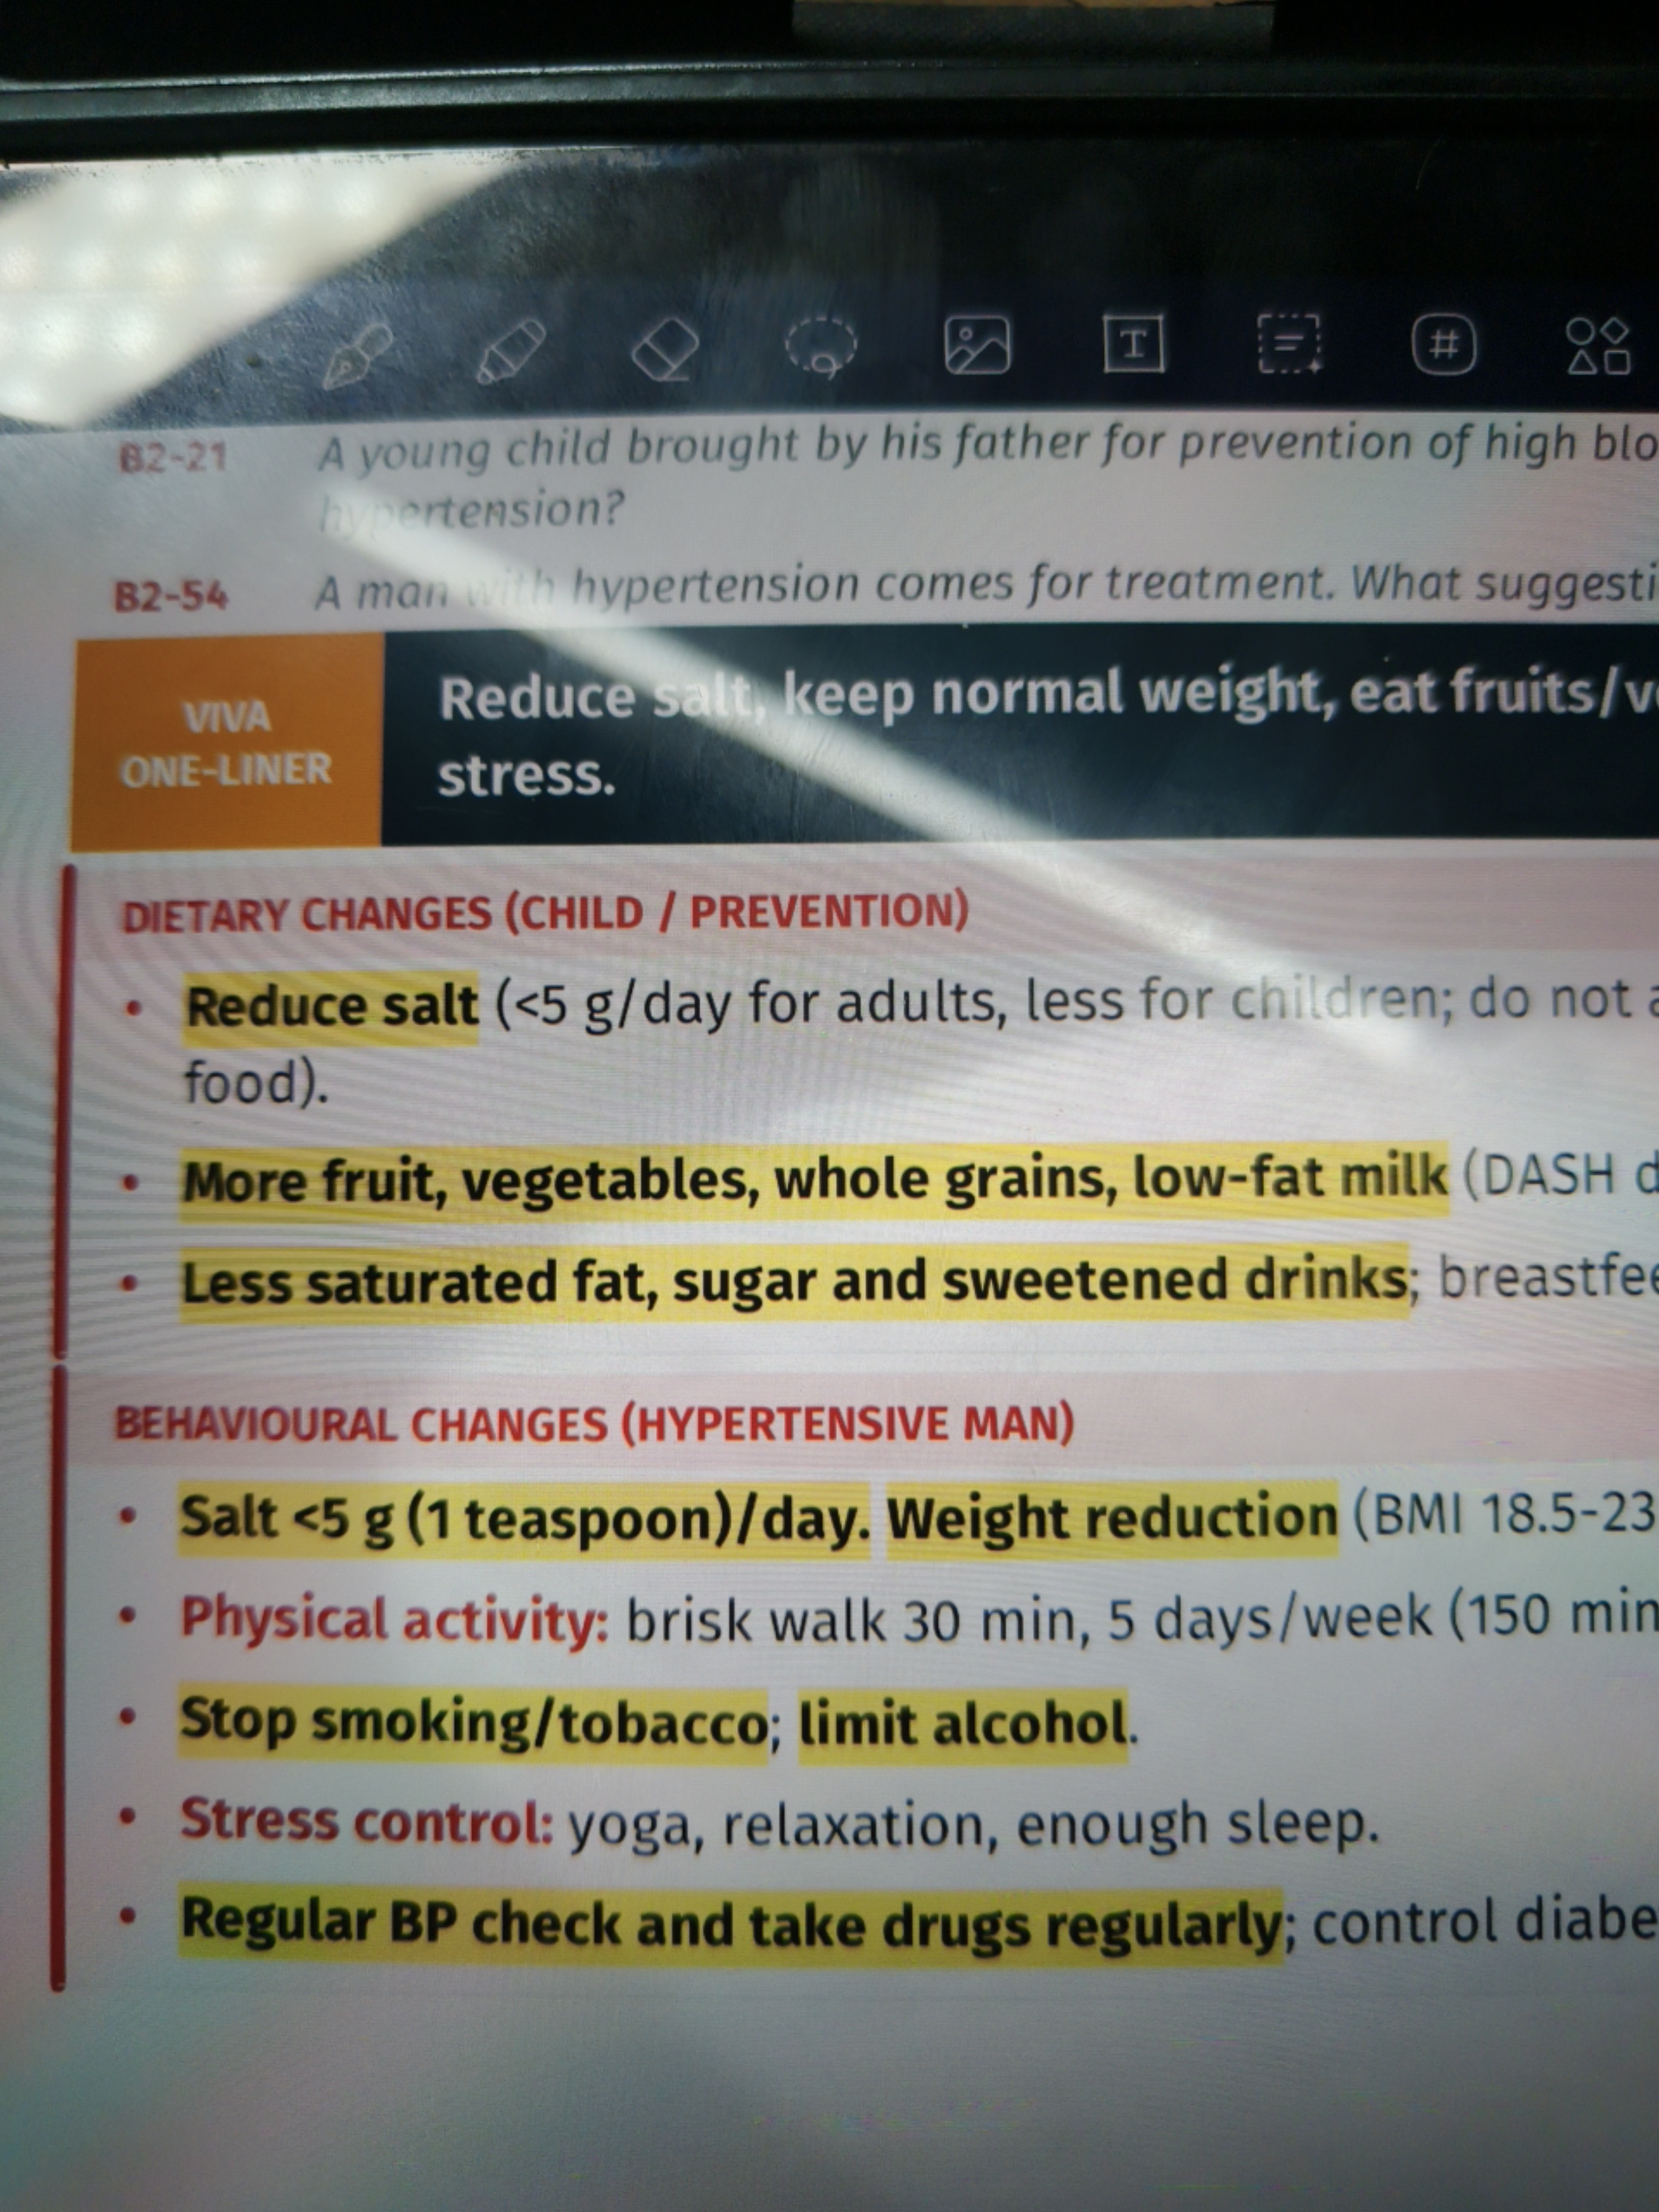 B2-21 A young child brought by his father for prevention of high
hypertension?
B2-54 A man with hypertension comes for treatment. What
VIVA
ONE-LINER
Reduce salt, keep normal weight, eat fruits/
stress.
DIETARY CHANGES (CHILD / PREVENTION)
• Reduce salt (<5 g/day for adults, less for children; do not
food).
• More fruit, vegetables, whole grains, low-fat milk (DASH
• Less saturated fat, sugar and sweetened drinks;
BEHAVIOURAL CHANGES (HYPERTENSIVE MAN)
• Salt <5 g (1 teaspoon)/day. Weight reduction (BMI 18.5-23
• Physical activity: brisk walk 30 min, 5 days/week (150 min
• Stop smoking/tobacco; limit alcohol.
• Stress control: yoga, relaxation, enough sleep.
• Regular BP check and take drugs regularly; control